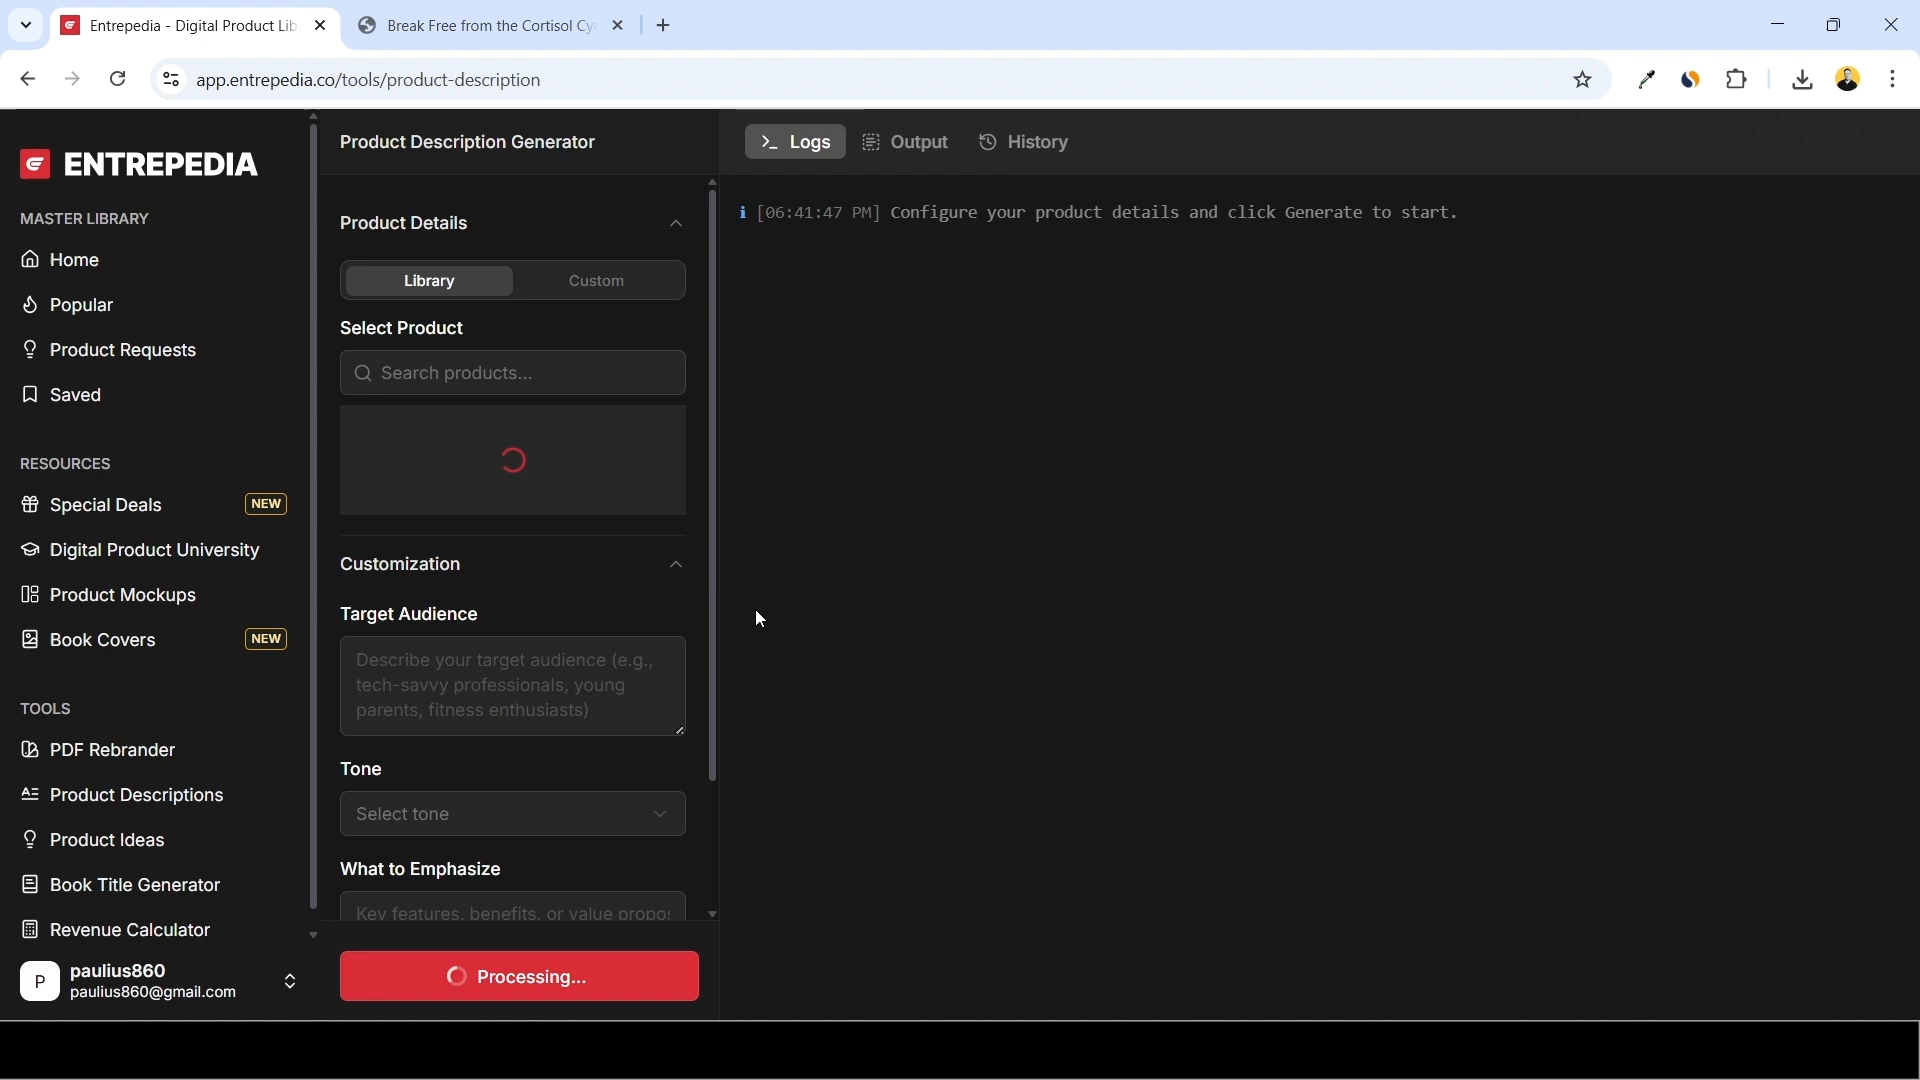 Entrepedia - Digital Product Lib
Break Free from the Cortisol Cy
app.entrepedia.co/tools/product-description
ENTREPEDIA
MASTER LIBRARY
Home
Popular
Product Requests
Saved
RESOURCES
Special Deals NEW
Digital Product University
Product Mockups
Book Covers NEW
TOOLS
PDF Rebrander
Product Descriptions
Product Ideas
Book Title Generator
Revenue Calculator
P
paulius860
paulius860@gmail.com
Product Description Generator
Product Details
Library Custom
Select Product
Search products...
Customization
Target Audience
Describe your target audience (e.g.,
tech-savvy professionals, young
parents, fitness enthusiasts)
Tone
Select tone
What to Emphasize
Key features, benefits, or value propos
Processing...
Logs Output History
[06:41:47 PM] Configure your product details and click Generate to start.